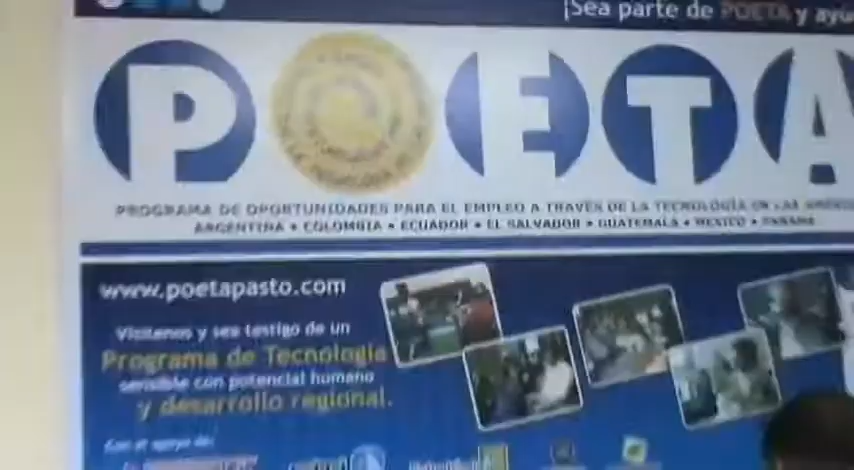 ¡Sea parte de POETA y ayú
POETA
PROGRAMA DE OPORTUNIDADES PARA EL EMPLEO A TRAVÉS DE LA TECNOLOGÍA EN LAS AMÉRICA
ARGENTINA • COLOMBIA • ECUADOR • EL SALVADOR • GUATEMALA • MEXICO • PANAMA
www.poetapasto.com
Visítenos y sea testigo de un
Programa de Tecnología
sensible con potencial humano
y desarrollo regional.
Con el apoyo de: